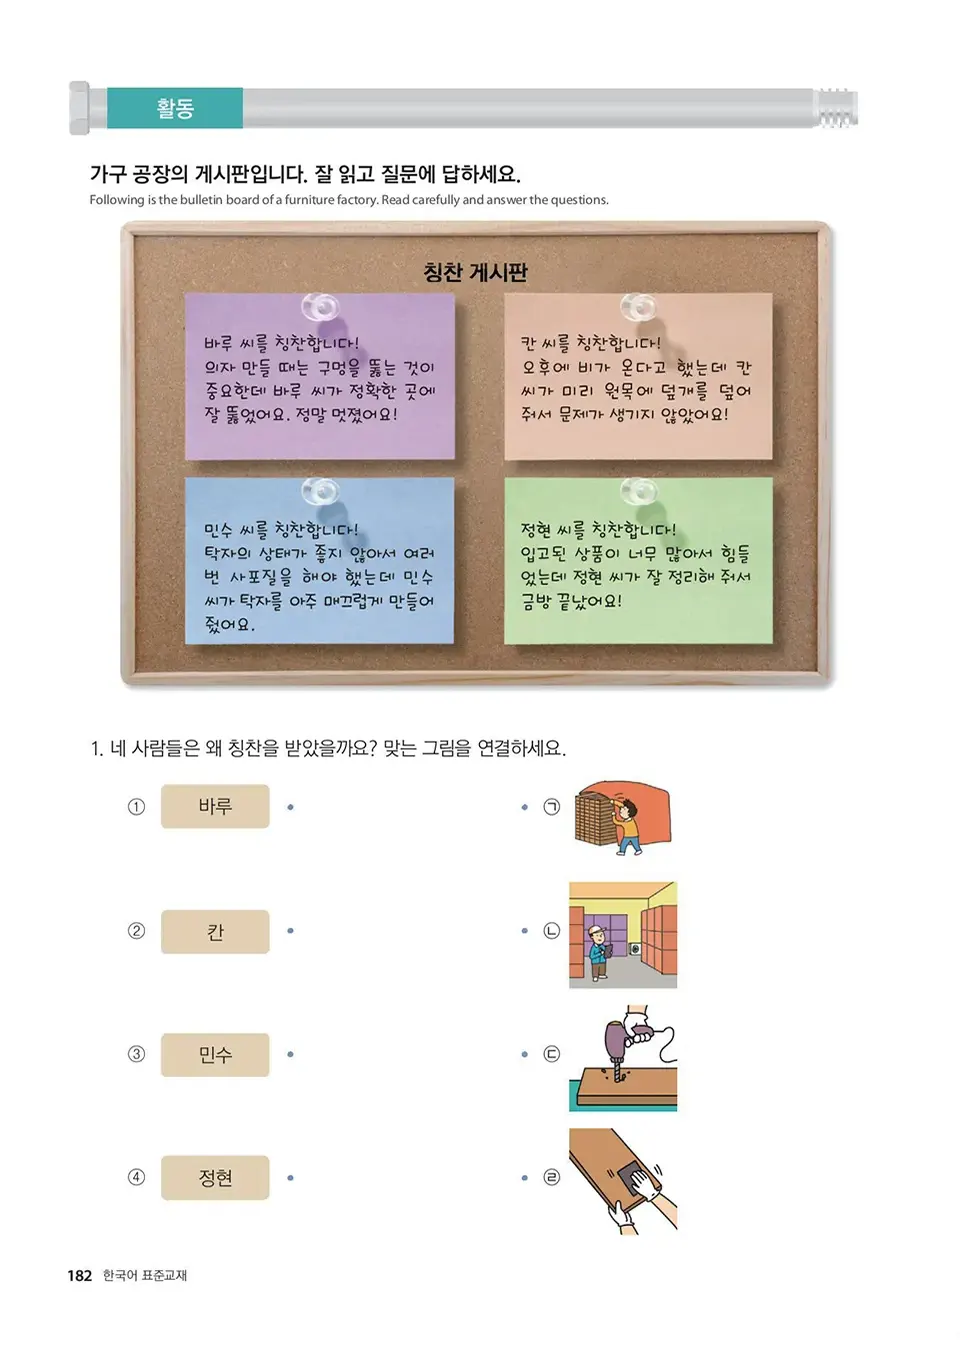 활동
가구 공장의 게시판입니다. 잘 읽고 질문에 답하세요.
Following is the bulletin board of a furniture factory. Read carefully and answer the questions.
칭찬 게시판
바루 씨를 칭찬합니다!
의자 만들 때는 구멍을 뚫는 것이
중요한데 바루 씨가 정확한 곳에
잘 뚫었어요. 정말 멋졌어요!
칸 씨를 칭찬합니다!
오후에 비가 온다고 했는데 칸
씨가 미리 원목에 덮개를 덮어
줘서 문제가 생기지 않았어요!
민수 씨를 칭찬합니다!
탁자의 상태가 좋지 않아서 여러
번 사포질을 해야 했는데 민수
씨가 탁자를 아주 매끄럽게 만들어
줬어요.
정현 씨를 칭찬합니다!
입고된 상품이 너무 많아서 힘들
었는데 정현 씨가 잘 정리해 줘서
금방 끝났어요!
1. 네 사람들은 왜 칭찬을 받았을까요? 맞는 그림을 연결하세요.
① 바루 • • ㉠
② 칸 • • ㉡
③ 민수 • • ㉢
④ 정현 • • ㉣
182 한국어 표준교재